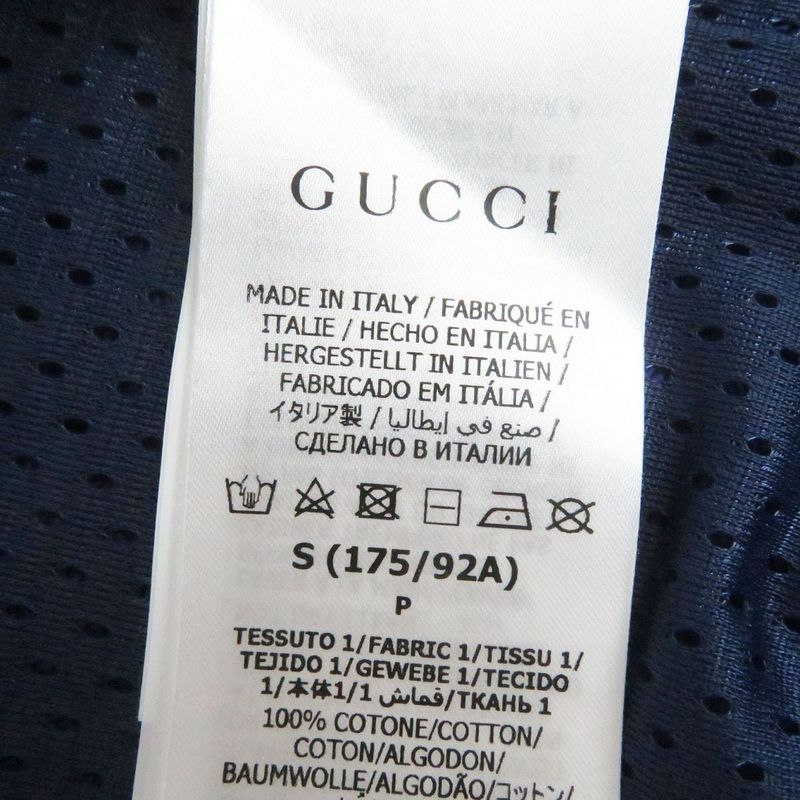 GUCCI
MADE IN ITALY / FABRIQUÉ EN
ITALIE / HECHO EN ITALIA /
HERGESTELLT IN ITALIEN /
FABRICADO EM ITÁLIA /
イタリア製 / صنع في إيطاليا /
СДЕЛАНО В ИТАЛИИ
S (175/92A)
P
TESSUTO 1/FABRIC 1/TISSU 1/
TEJIDO 1/GEWEBE 1/TECIDO
1/本体1/قماش 1/ТКАНЬ 1
100% COTONE/COTTON/
COTON/ALGODON/
BAUMWOLLE/ALGODÃO/コットン/